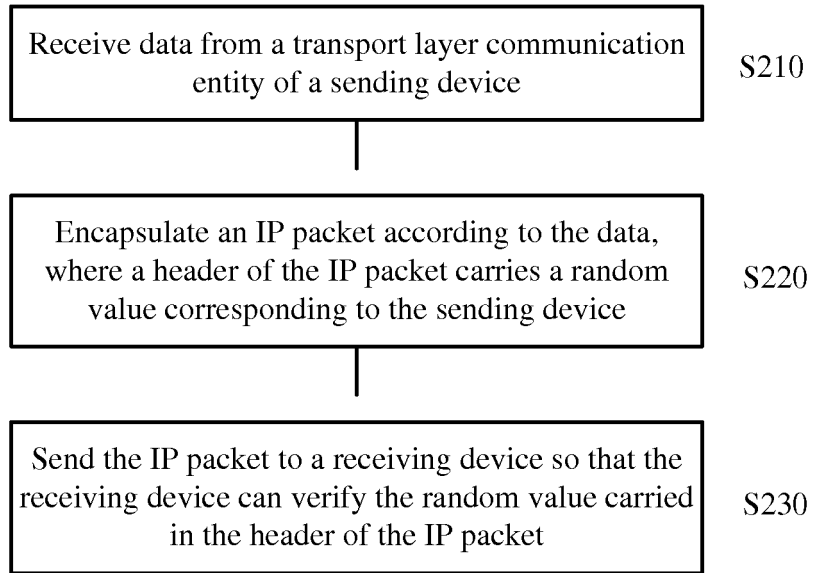 Receive data from a transport layer communication
entity of a sending device
S210
Encapsulate an IP packet according to the data,
where a header of the IP packet carries a random
value corresponding to the sending device
S220
Send the IP packet to a receiving device so that the
receiving device can verify the random value carried
in the header of the IP packet
S230